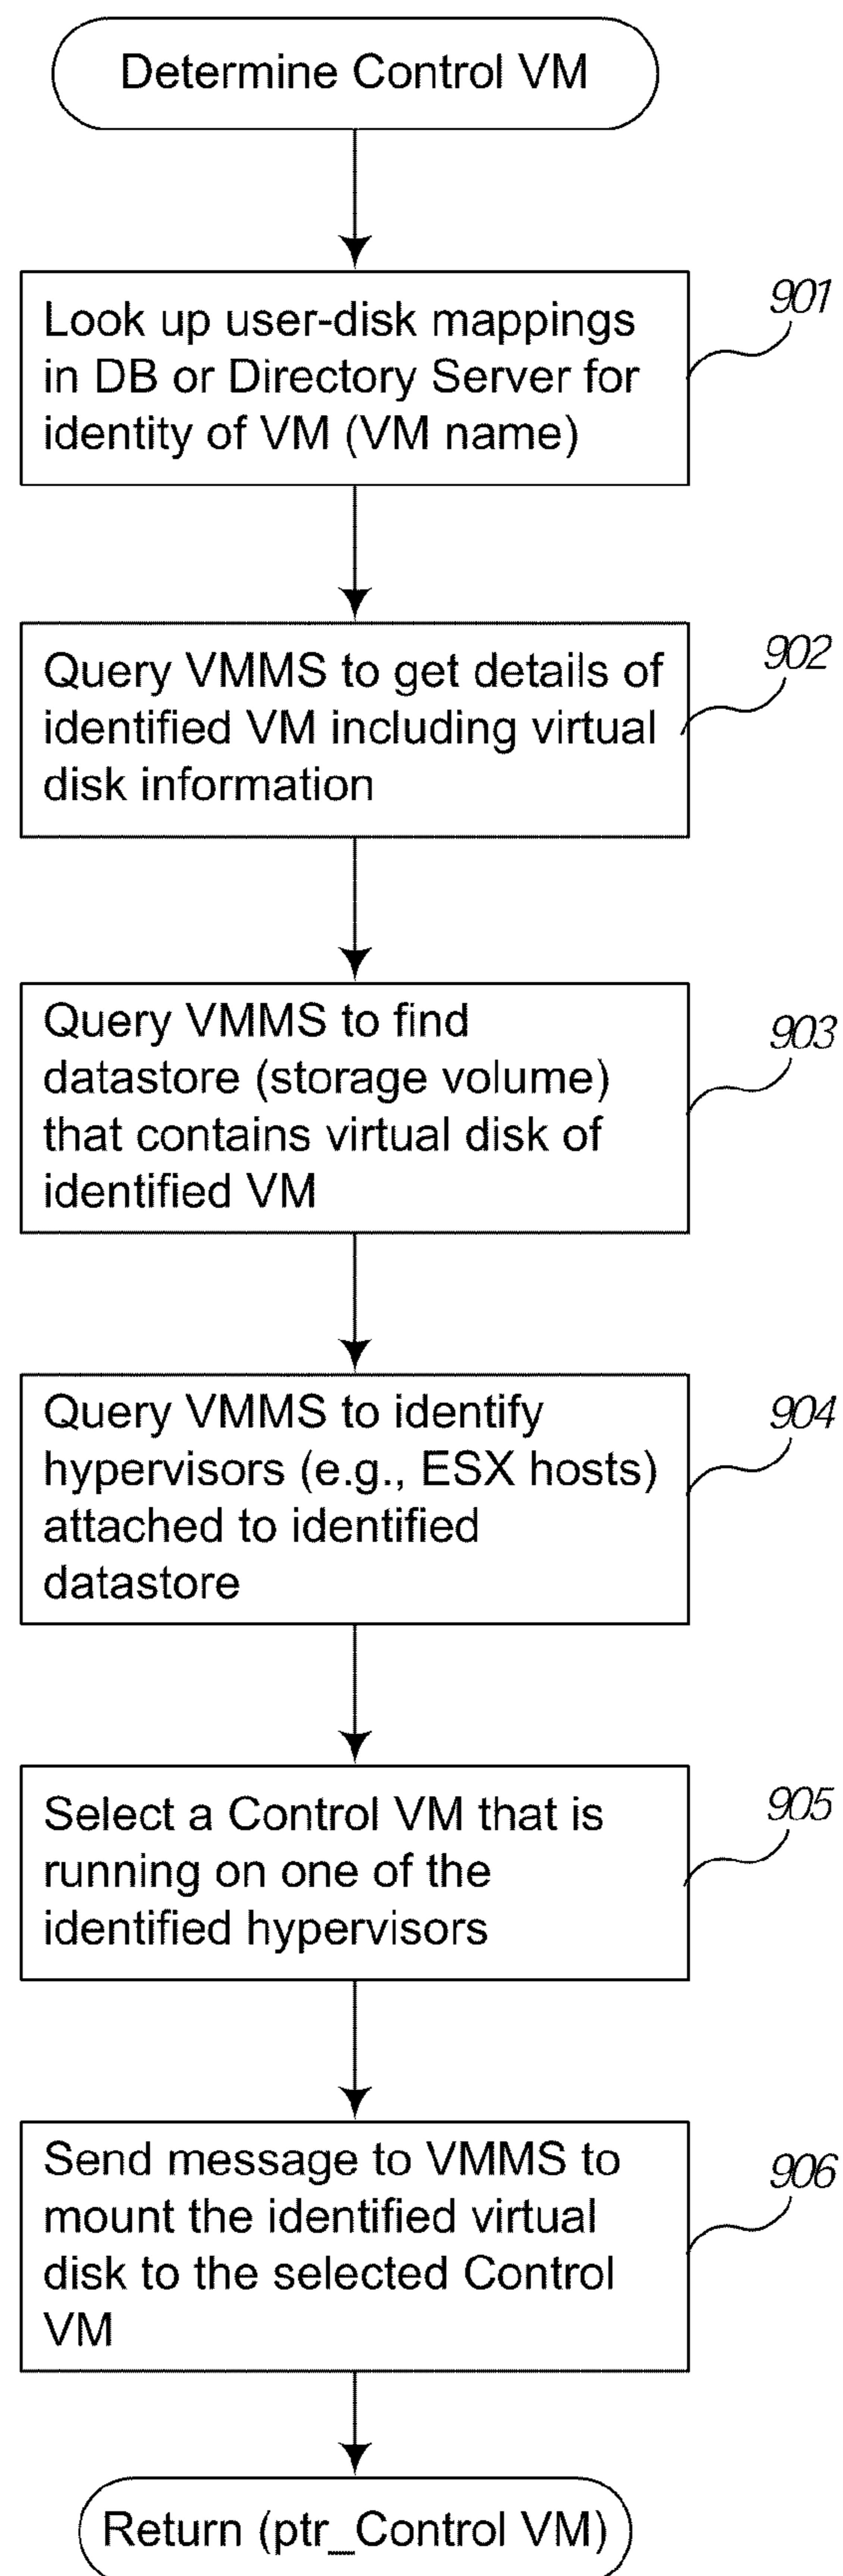 Determine Control VM
901
Look up user-disk mappings
in DB or Directory Server for
identity of VM (VM name)
902
Query VMMS to get details of
identified VM including virtual
disk information
903
Query VMMS to find
datastore (storage volume)
that contains virtual disk of
identified VM
904
Query VMMS to identify
hypervisors (e.g., ESX hosts)
attached to identified
datastore
905
Select a Control VM that is
running on one of the
identified hypervisors
906
Send message to VMMS to
mount the identified virtual
disk to the selected Control
VM
Return (ptr_Control VM)